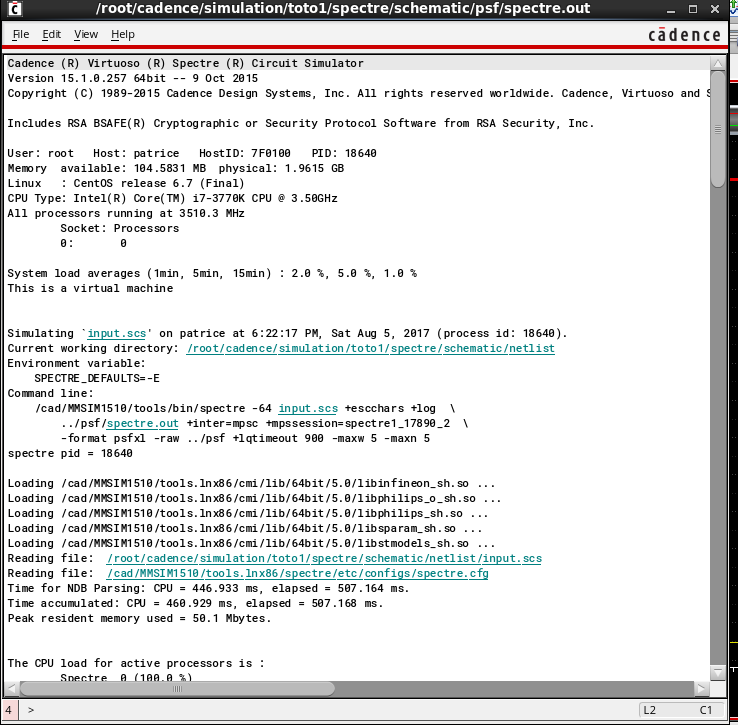 /root/cadence/simulation/toto1/spectre/schematic/psf/spectre.out
File Edit View Help
cādence
Cadence (R) Virtuoso (R) Spectre (R) Circuit Simulator
Version 15.1.0.257 64bit -- 9 Oct 2015
Copyright (C) 1989-2015 Cadence Design Systems, Inc. All rights reserved worldwide. Cadence, Virtuoso and S
Includes RSA BSAFE(R) Cryptographic or Security Protocol Software from RSA Security, Inc.
User: root   Host: patrice   HostID: 7F0100   PID: 18640
Memory  available: 104.5831 MB  physical: 1.9615 GB
Linux   : CentOS release 6.7 (Final)
CPU Type: Intel(R) Core(TM) i7-3770K CPU @ 3.50GHz
All processors running at 3510.3 MHz
        Socket: Processors
        0:       0
System load averages (1min, 5min, 15min) : 2.0 %, 5.0 %, 1.0 %
This is a virtual machine
Simulating `input.scs' on patrice at 6:22:17 PM, Sat Aug 5, 2017 (process id: 18640).
Current working directory: /root/cadence/simulation/toto1/spectre/schematic/netlist
Environment variable:
    SPECTRE_DEFAULTS=-E
Command line:
    /cad/MMSIM1510/tools/bin/spectre -64 input.scs +escchars +log  \
        ../psf/spectre.out +inter=mpsc +mpssession=spectre1_17890_2  \
        -format psfxl -raw ../psf +lqtimeout 900 -maxw 5 -maxn 5
spectre pid = 18640
Loading /cad/MMSIM1510/tools.lnx86/cmi/lib/64bit/5.0/libinfineon_sh.so ...
Loading /cad/MMSIM1510/tools.lnx86/cmi/lib/64bit/5.0/libphilips_o_sh.so ...
Loading /cad/MMSIM1510/tools.lnx86/cmi/lib/64bit/5.0/libphilips_sh.so ...
Loading /cad/MMSIM1510/tools.lnx86/cmi/lib/64bit/5.0/libsparam_sh.so ...
Loading /cad/MMSIM1510/tools.lnx86/cmi/lib/64bit/5.0/libstmodels_sh.so ...
Reading file:  /root/cadence/simulation/toto1/spectre/schematic/netlist/input.scs
Reading file:  /cad/MMSIM1510/tools.lnx86/spectre/etc/configs/spectre.cfg
Time for NDB Parsing: CPU = 446.933 ms, elapsed = 507.164 ms.
Time accumulated: CPU = 460.929 ms, elapsed = 507.168 ms.
Peak resident memory used = 50.1 Mbytes.
The CPU load for active processors is :
        Spectre  0 (100.0 %)
4 >
L2 C1